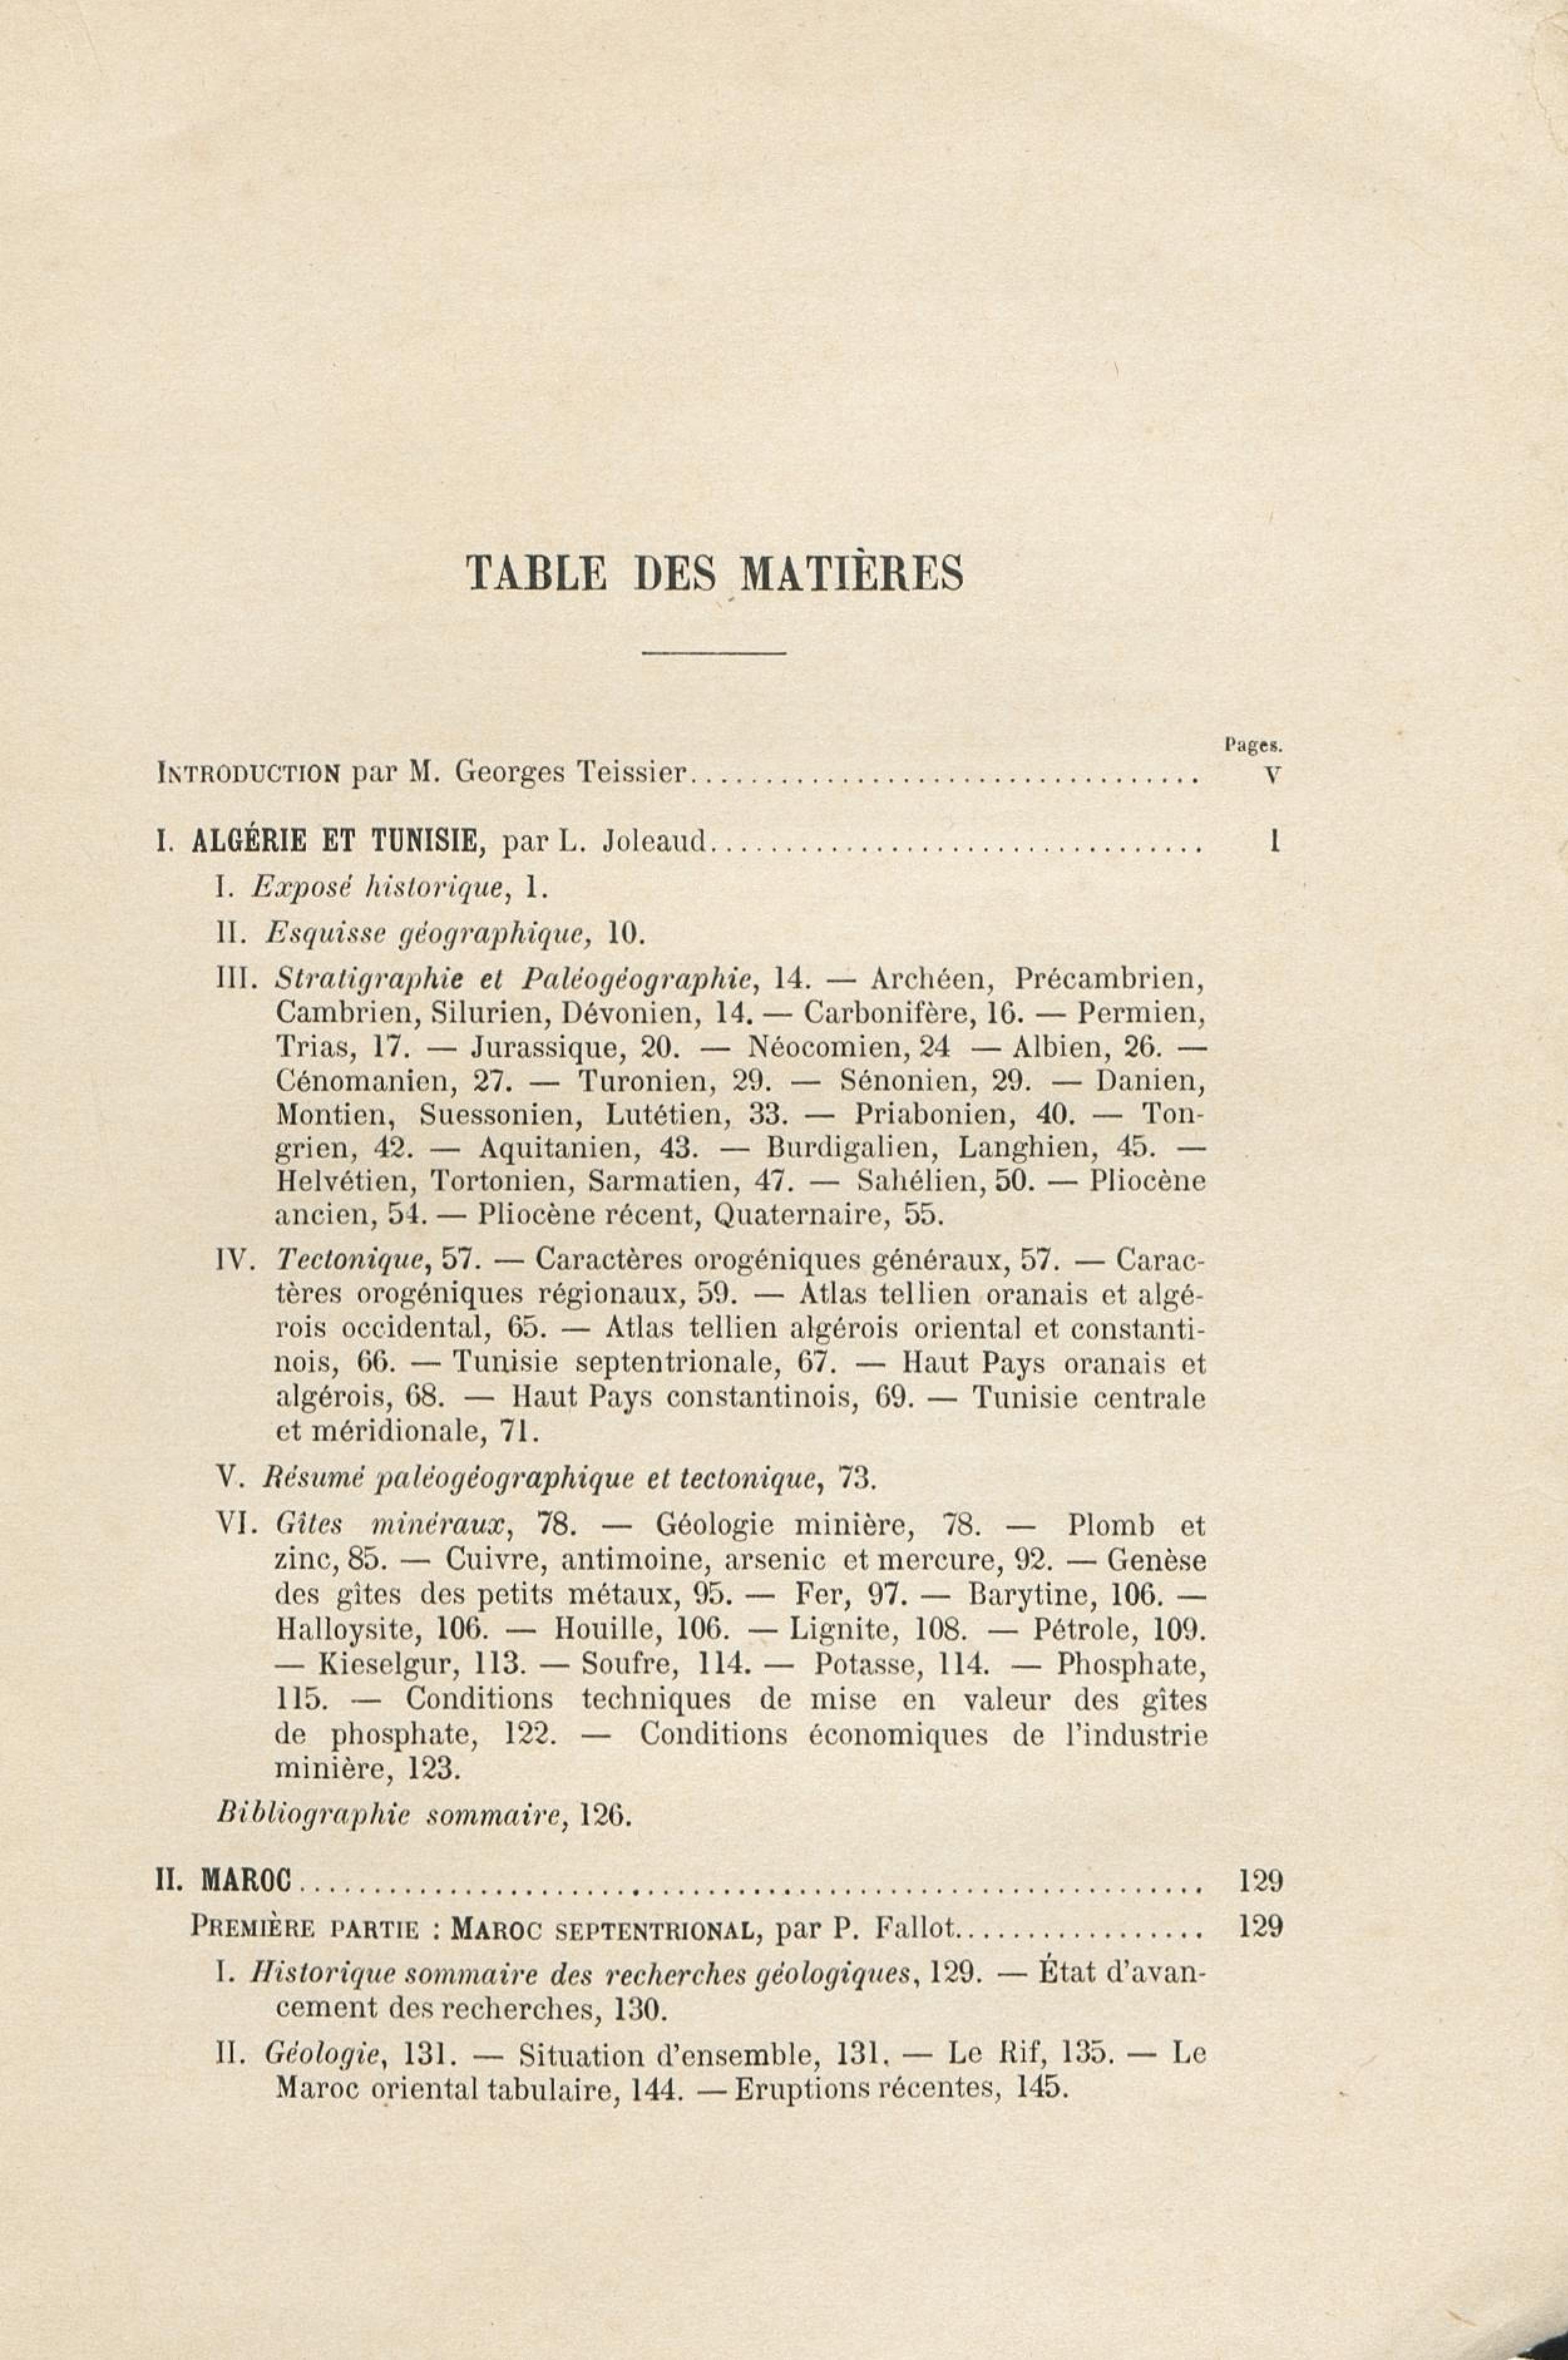 TABLE DES MATIÈRES
Pages.
INTRODUCTION par M. Georges Teissier.................................. V
I. ALGÉRIE ET TUNISIE, par L. Joleaud................................. 1
I. Exposé historique, 1.
II. Esquisse géographique, 10.
III. Stratigraphie et Paléogéographie, 14. — Archéen, Précambrien,
Cambrien, Silurien, Dévonien, 14. — Carbonifère, 16. — Permien,
Trias, 17. — Jurassique, 20. — Néocomien, 24 — Albien, 26. —
Cénomanien, 27. — Turonien, 29. — Sénonien, 29. — Danien,
Montien, Suessonien, Lutétien, 33. — Priabonien, 40. — Ton-
grien, 42. — Aquitanien, 43. — Burdigalien, Langhien, 45. —
Helvétien, Tortonien, Sarmatien, 47. — Sahélien, 50. — Pliocène
ancien, 54. — Pliocène récent, Quaternaire, 55.
IV. Tectonique, 57. — Caractères orogéniques généraux, 57. — Carac-
tères orogéniques régionaux, 59. — Atlas tellien oranais et algé-
rois occidental, 65. — Atlas tellien algérois oriental et constanti-
nois, 66. — Tunisie septentrionale, 67. — Haut Pays oranais et
algérois, 68. — Haut Pays constantinois, 69. — Tunisie centrale
et méridionale, 71.
V. Résumé paléogéographique et tectonique, 73.
VI. Gîtes minéraux, 78. — Géologie minière, 78. — Plomb et
zinc, 85. — Cuivre, antimoine, arsenic et mercure, 92. — Genèse
des gîtes des petits métaux, 95. — Fer, 97. — Barytine, 106. —
Halloysite, 106. — Houille, 106. — Lignite, 108. — Pétrole, 109.
— Kieselgur, 113. — Soufre, 114. — Potasse, 114. — Phosphate,
115. — Conditions techniques de mise en valeur des gîtes
de phosphate, 122. — Conditions économiques de l'industrie
minière, 123.
Bibliographie sommaire, 126.
II. MAROC............................................................ 129
PREMIÈRE PARTIE : MAROC SEPTENTRIONAL, par P. Fallot................. 129
I. Historique sommaire des recherches géologiques, 129. — État d'avan-
cement des recherches, 130.
II. Géologie, 131. — Situation d'ensemble, 131. — Le Rif, 135. — Le
Maroc oriental tabulaire, 144. — Eruptions récentes, 145.